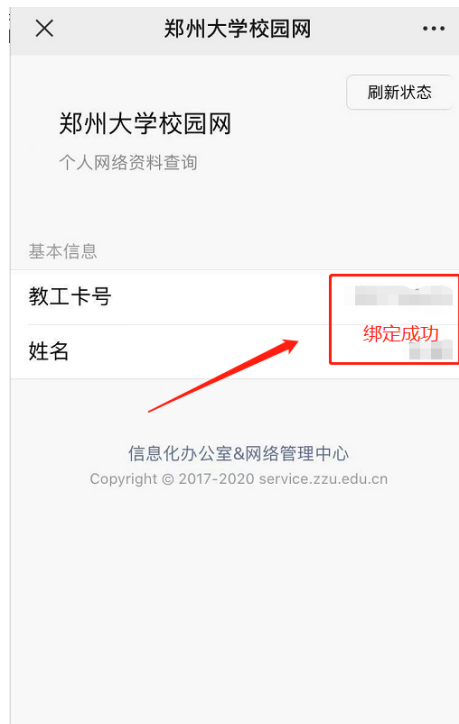 郑州大学校园网
刷新状态
郑州大学校园网
个人网络资料查询
基本信息
教工卡号
绑定成功
姓名
信息化办公室&网络管理中心
Copyright © 2017-2020 service.zzu.edu.cn